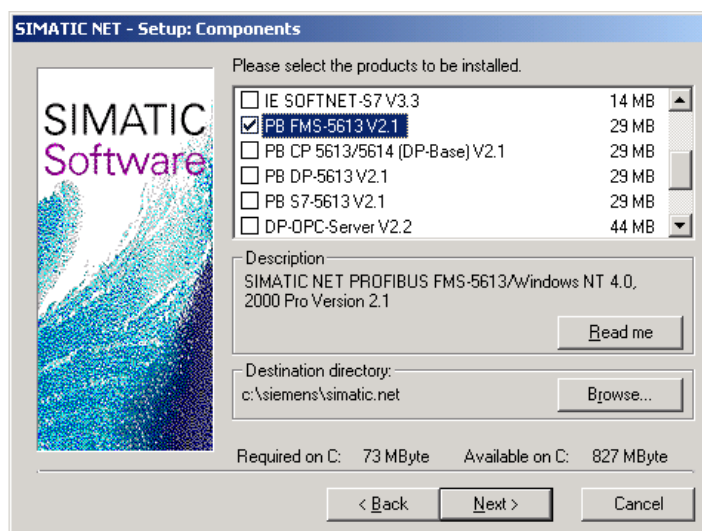 SIMATIC NET - Setup: Components
SIMATIC
Software
Please select the products to be installed.
IE SOFTNET-S7 V3.3 14 MB
PB FMS-5613 V2.1 29 MB
PB CP 5613/5614 (DP-Base) V2.1 29 MB
PB DP-5613 V2.1 29 MB
PB S7-5613 V2.1 29 MB
DP-OPC-Server V2.2 44 MB
Description
SIMATIC NET PROFIBUS FMS-5613/Windows NT 4.0,
2000 Pro Version 2.1
Read me
Destination directory:
c:\siemens\simatic.net
Browse...
Required on C: 73 MByte Available on C: 827 MByte
< Back Next > Cancel